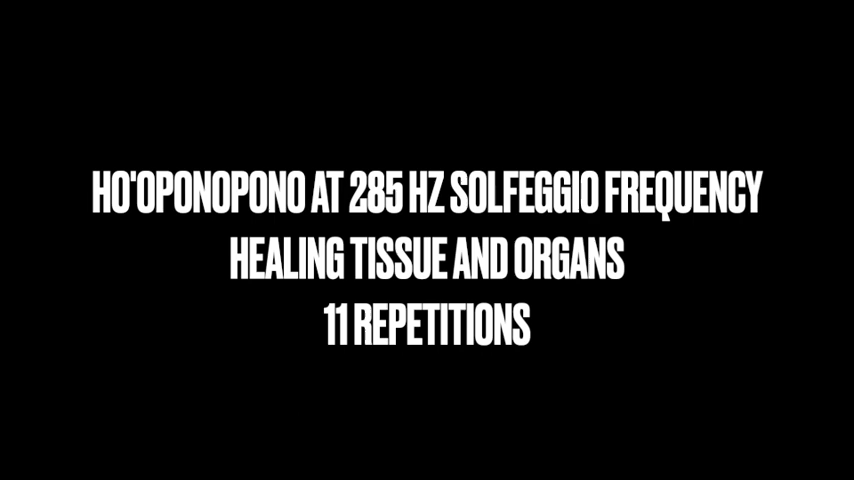 HO'OPONOPONO AT 285 HZ SOLFEGGIO FREQUENCY
HEALING TISSUE AND ORGANS
11 REPETITIONS